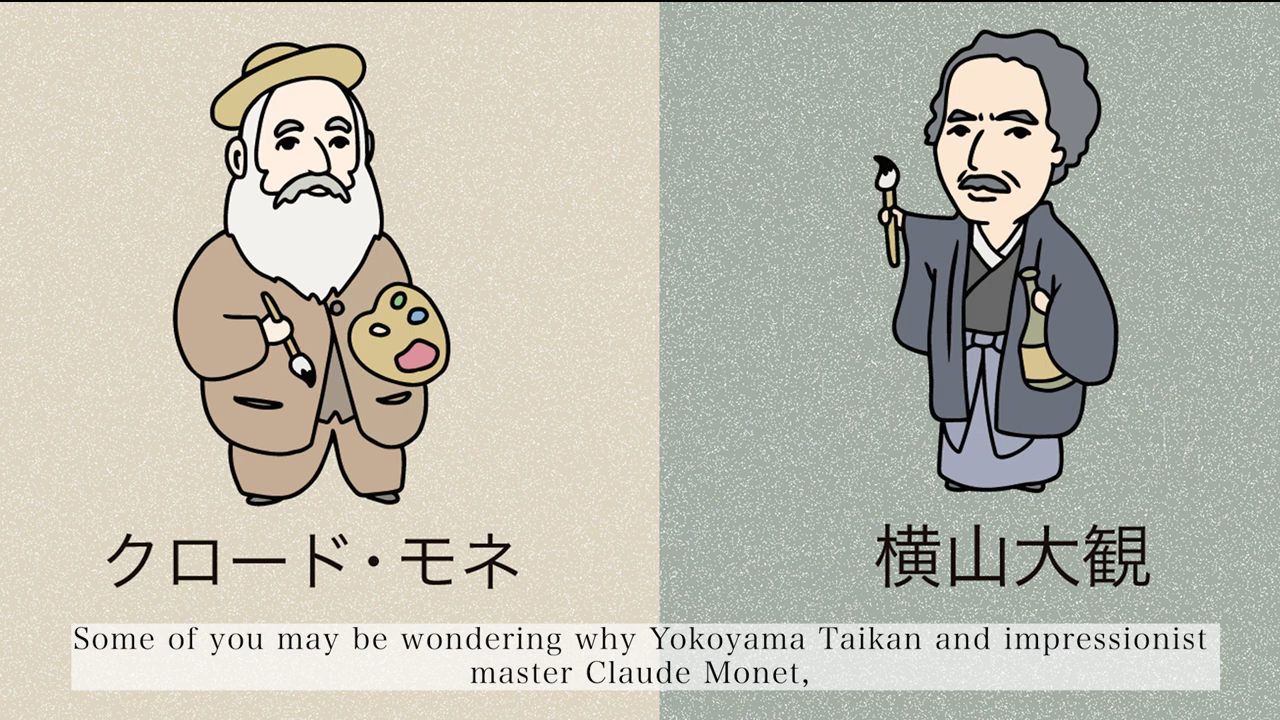 クロード・モネ
横山大観
Some of you may be wondering why Yokoyama Taikan and impressionist
master Claude Monet,